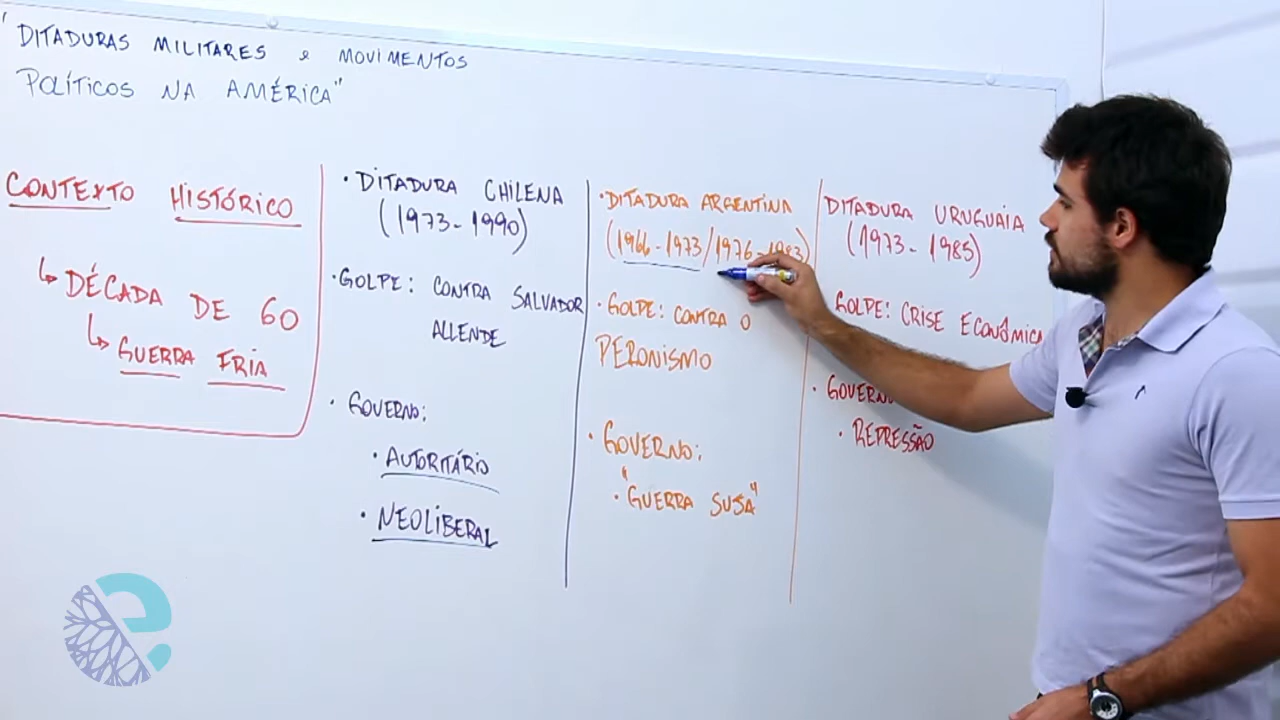 "DITADURAS MILITARES e MOVIMENTOS
POLÍTICOS NA AMÉRICA"
CONTEXTO HISTÓRICO
↳ DÉCADA DE 60
↳ GUERRA FRIA
• DITADURA CHILENA
(1973-1990)
• GOLPE: CONTRA SALVADOR
ALLENDE
• GOVERNO:
• AUTORITÁRIO
• NEOLIBERAL
• DITADURA ARGENTINA
(1966-1973/1976-1983)
• GOLPE: CONTRA O
PERONISMO
• GOVERNO:
• "GUERRA SUJA"
DITADURA URUGUAIA
(1973-1985)
GOLPE: CRISE ECONÔMICA
• GOVERN
• REPRESSÃO